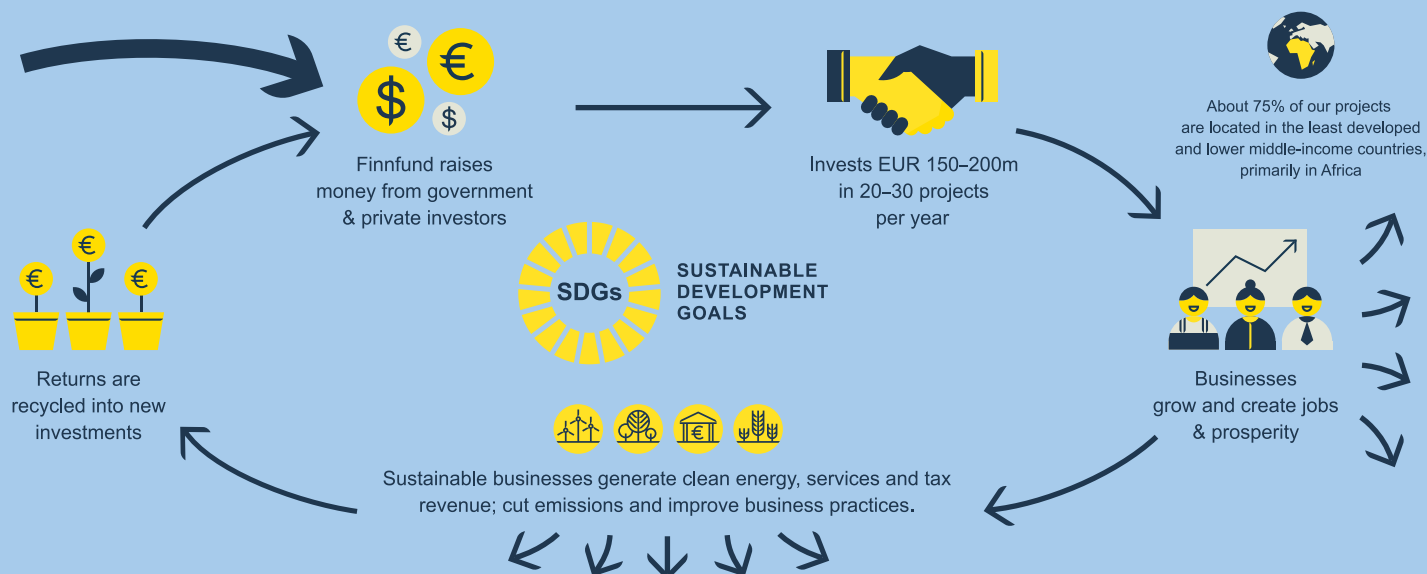 €
€
$
$
Finnfund raises
money from government
& private investors
Invests EUR 150–200m
in 20–30 projects
per year
About 75% of our projects
are located in the least developed
and lower middle-income countries,
primarily in Africa
Businesses
grow and create jobs
& prosperity
SDGs
SUSTAINABLE
DEVELOPMENT
GOALS
€
Sustainable businesses generate clean energy, services and tax
revenue; cut emissions and improve business practices.
€
€
€
Returns are
recycled into new
investments